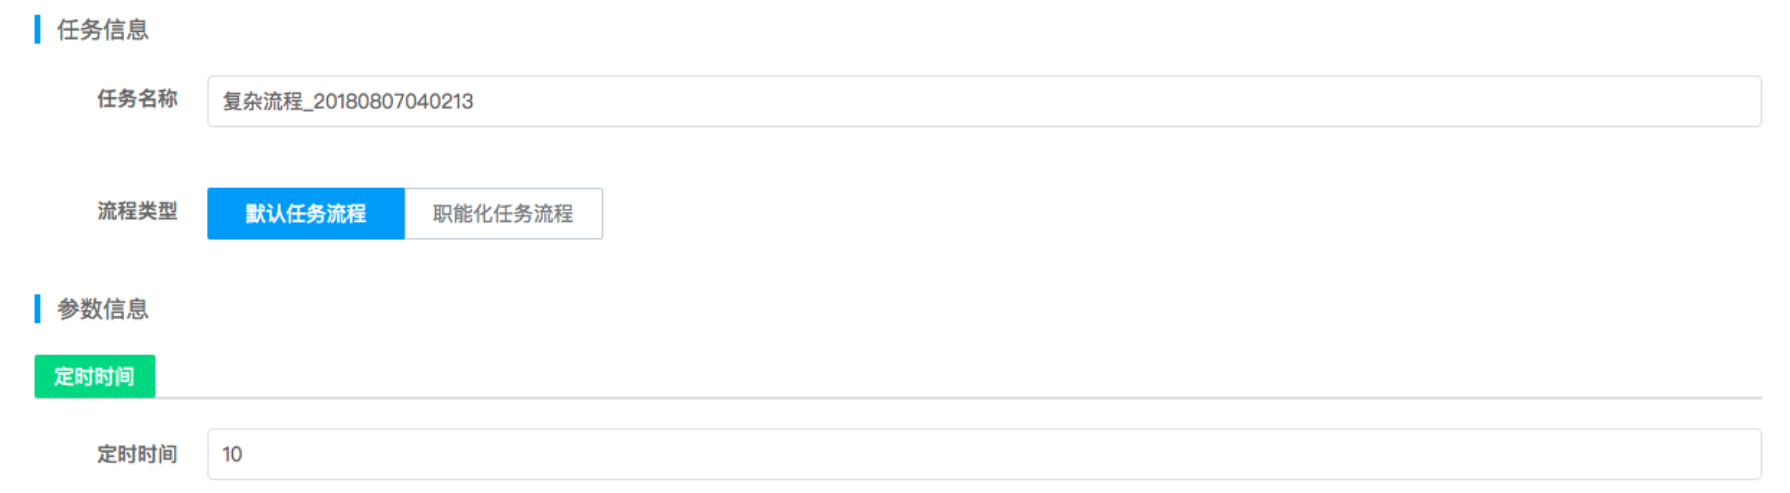 任务信息
任务名称 复杂流程_20180807040213
流程类型 默认任务流程 职能化任务流程
参数信息
定时时间
定时时间 10